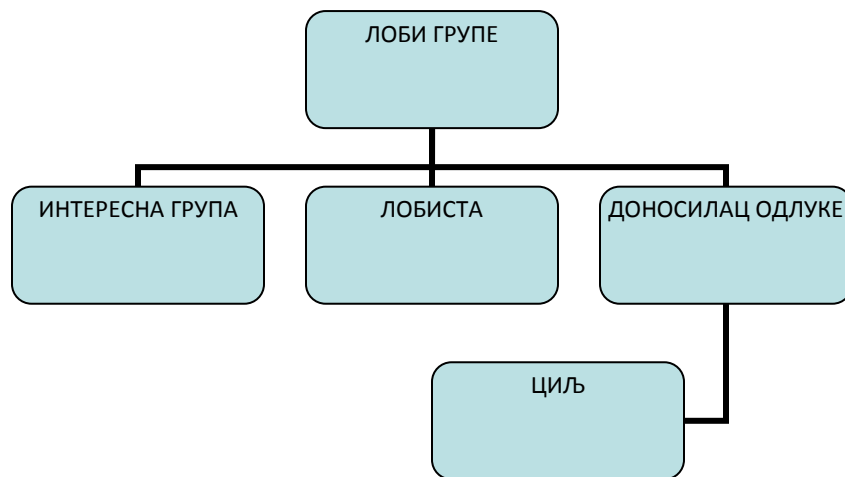 ЛОБИ ГРУПЕ
ИНТЕРЕСНА ГРУПА
ЛОБИСТА
ДОНОСИЛАЦ ОДЛУКЕ
ЦИЉ